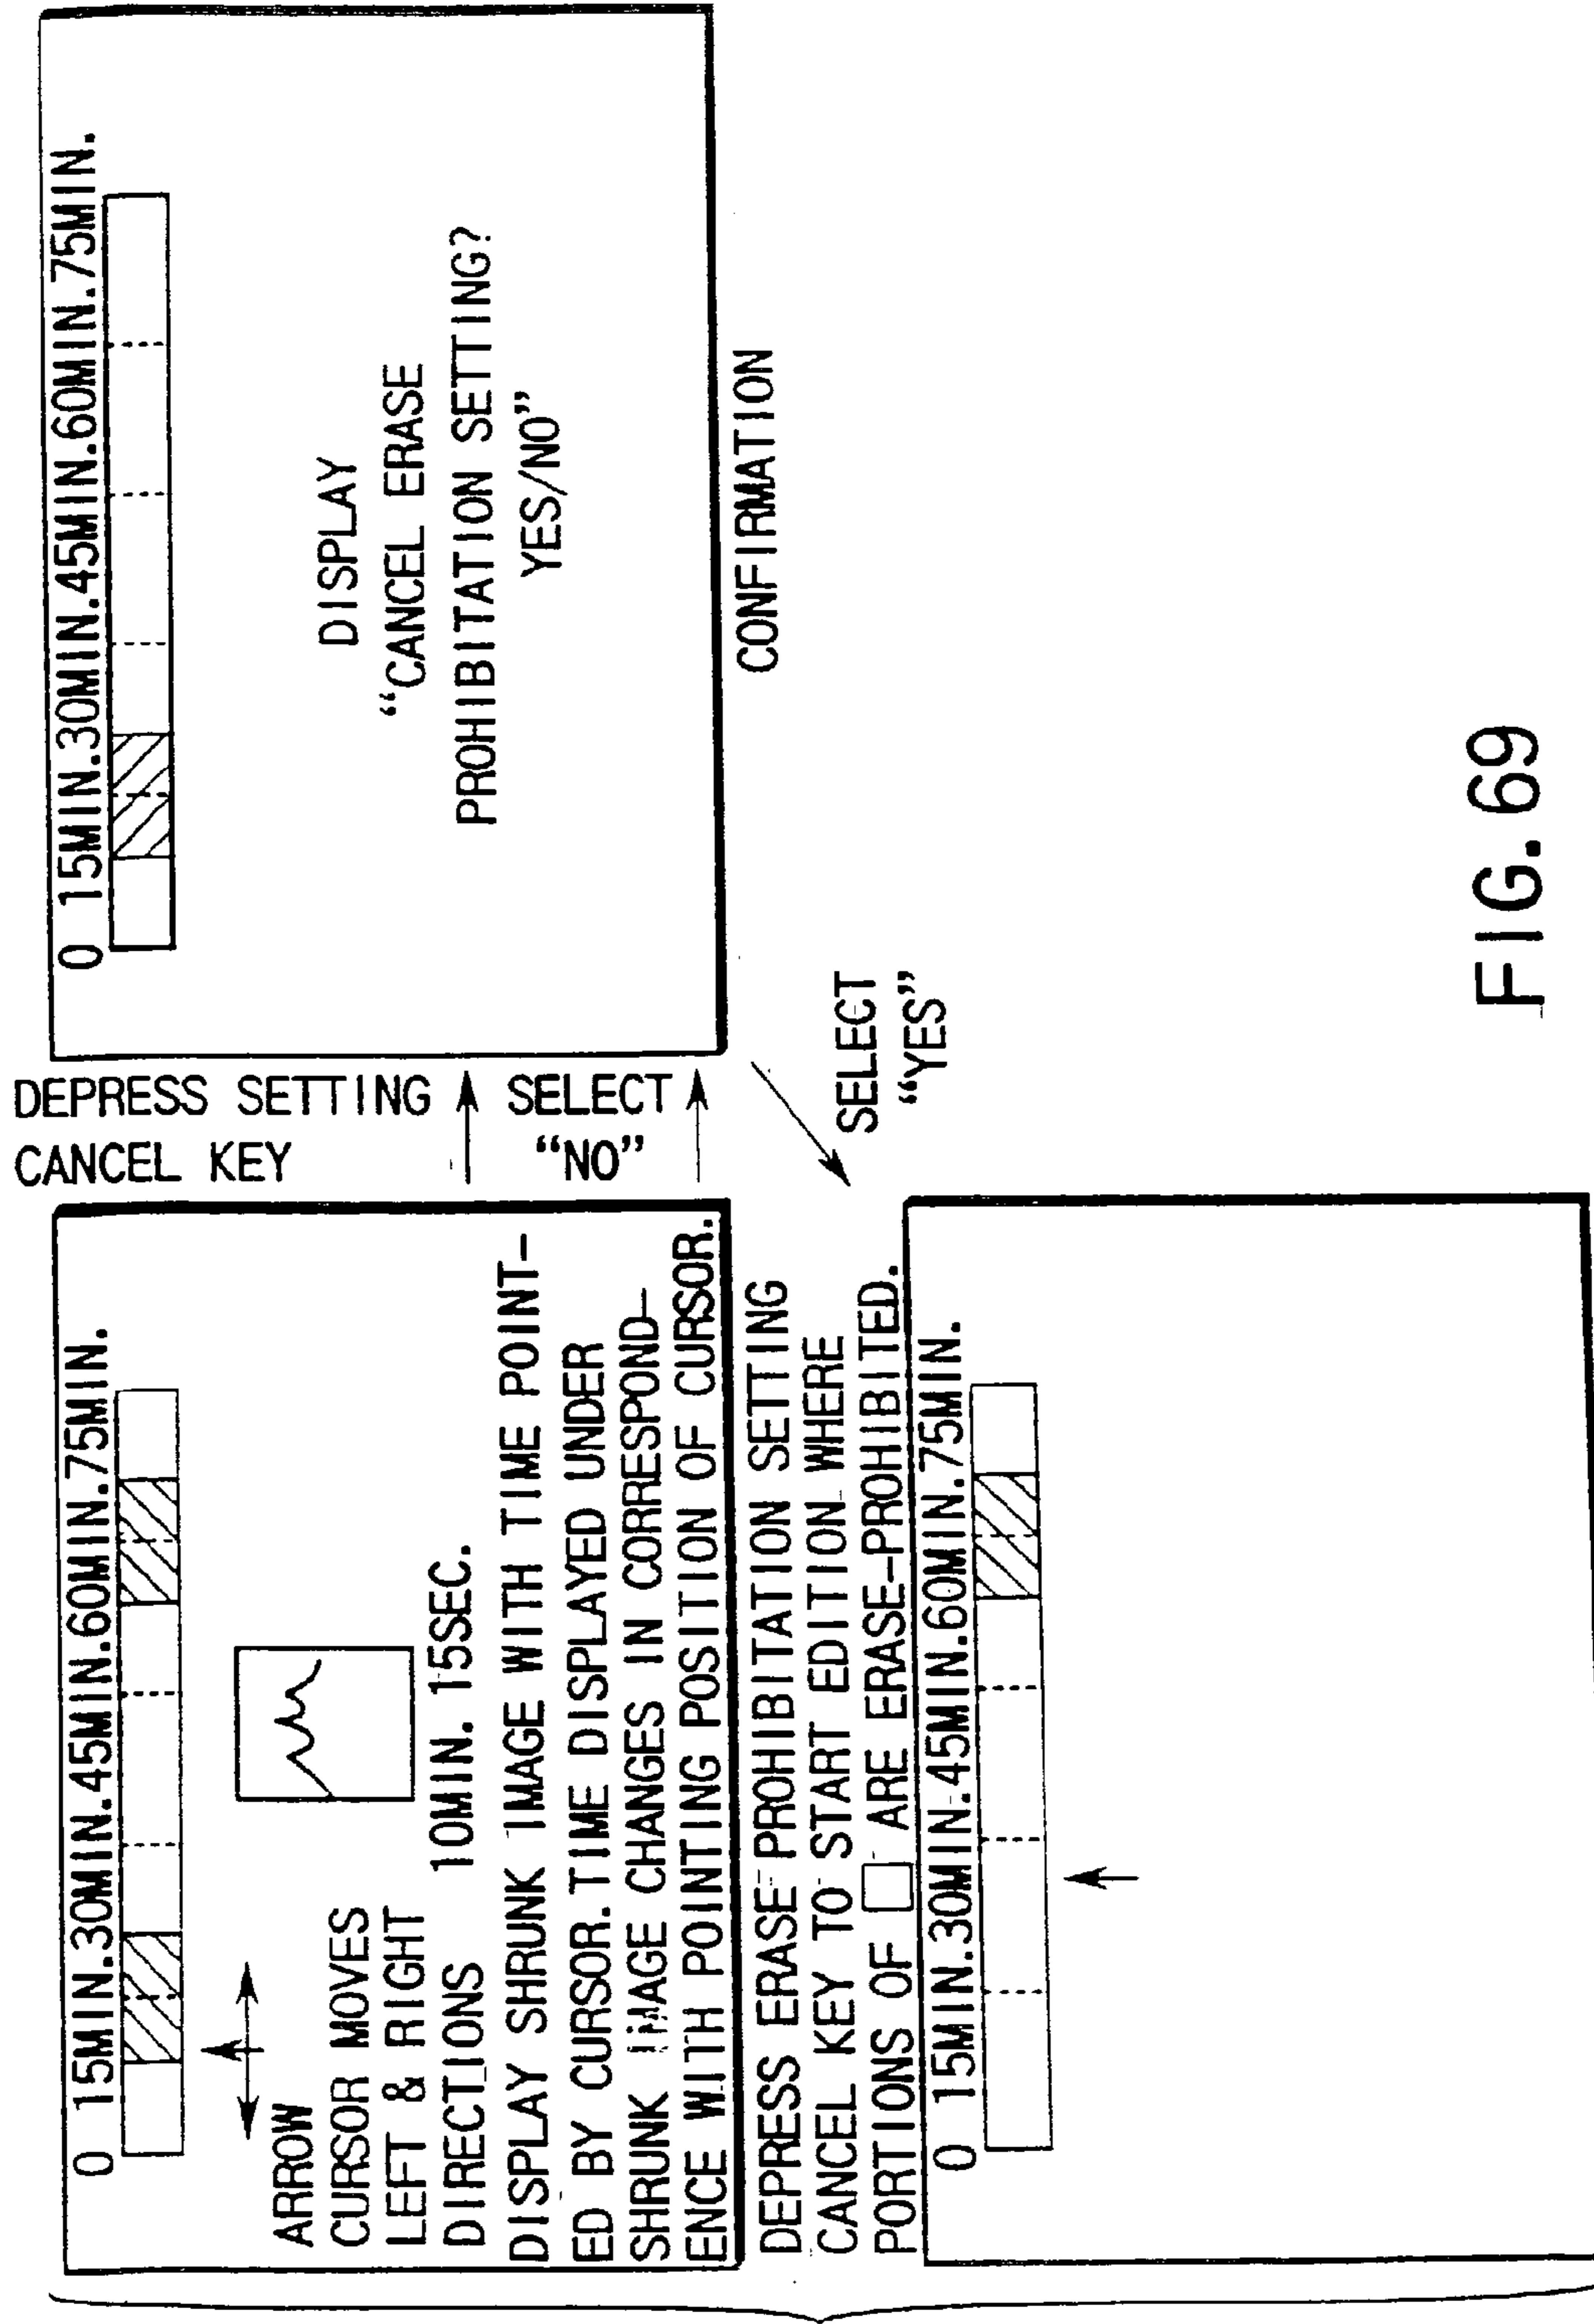 0 15MIN.30MIN.45MIN.60MIN.75MIN.
ARROW
CURSOR MOVES
LEFT & RIGHT
DIRECTIONS
10MIN. 15SEC.
DISPLAY SHRUNK IMAGE WITH TIME POINT-
ED BY CURSOR.TIME DISPLAYED UNDER
SHRUNK IMAGE CHANGES IN CORRESPOND-
ENCE WITH POINTING POSITION OF CURSOR.
DEPRESS SETTING
CANCEL KEY
SELECT
“NO”
0 15MIN.30MIN.45MIN.60MIN.75MIN.
DISPLAY
“CANCEL ERASE
PROHIBITATION SETTING?
YES/NO”
CONFIRMATION
SELECT
“YES”
DEPRESS ERASE PROHIBITATION SETTING
CANCEL KEY TO START EDITION WHERE
PORTIONS OF □ ARE ERASE-PROHIBITED.
0 15MIN.30MIN.45MIN.60MIN.75MIN.
FIG. 69